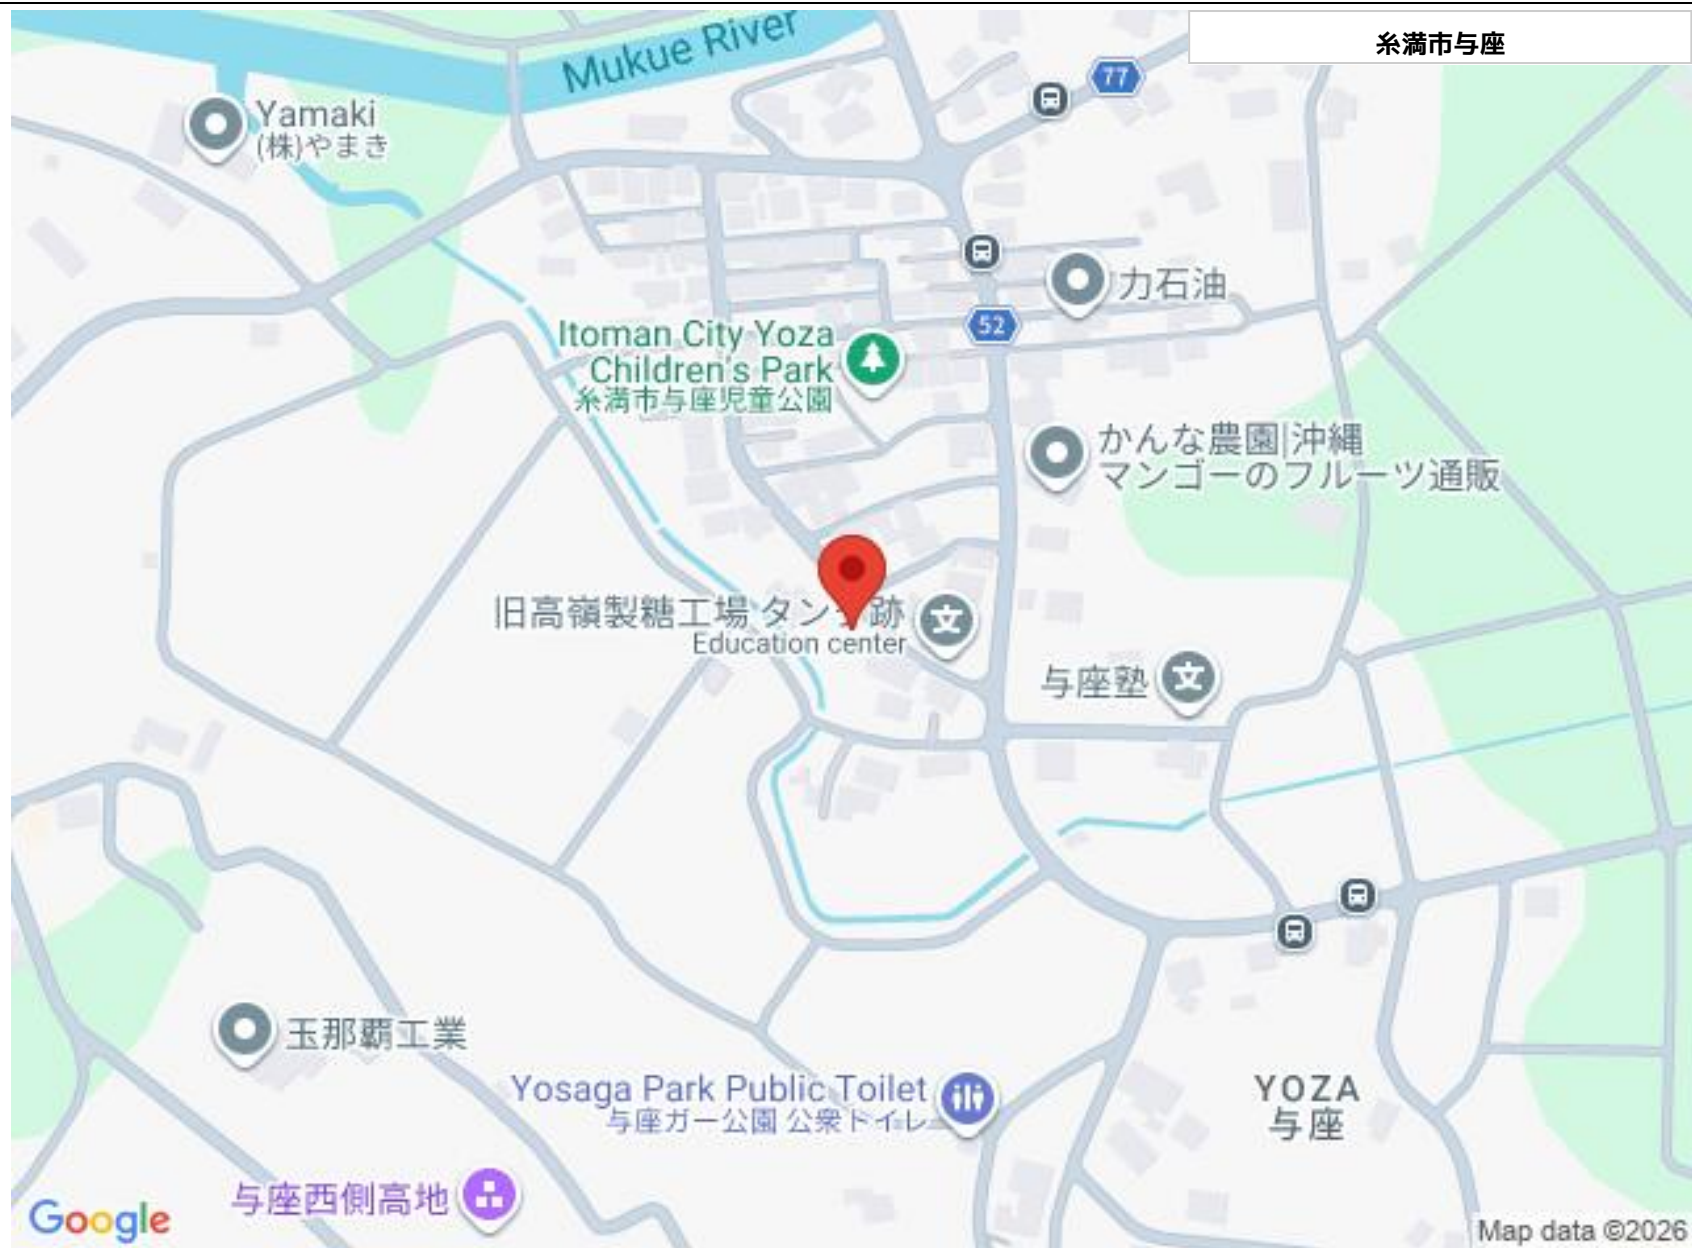 糸満市与座
Mukue River
77
Yamaki
(株)やまき
力石油
52
Itoman City Yoza
Children's Park
糸満市与座児童公園
かんな農園|沖縄
マンゴーのフルーツ通販
旧高嶺製糖工場 タンク跡
Education center
与座塾
玉那覇工業
Yosaga Park Public Toilet
与座ガー公園 公衆トイレ
YOZA
与座
与座西側高地
Google
Map data ©2026